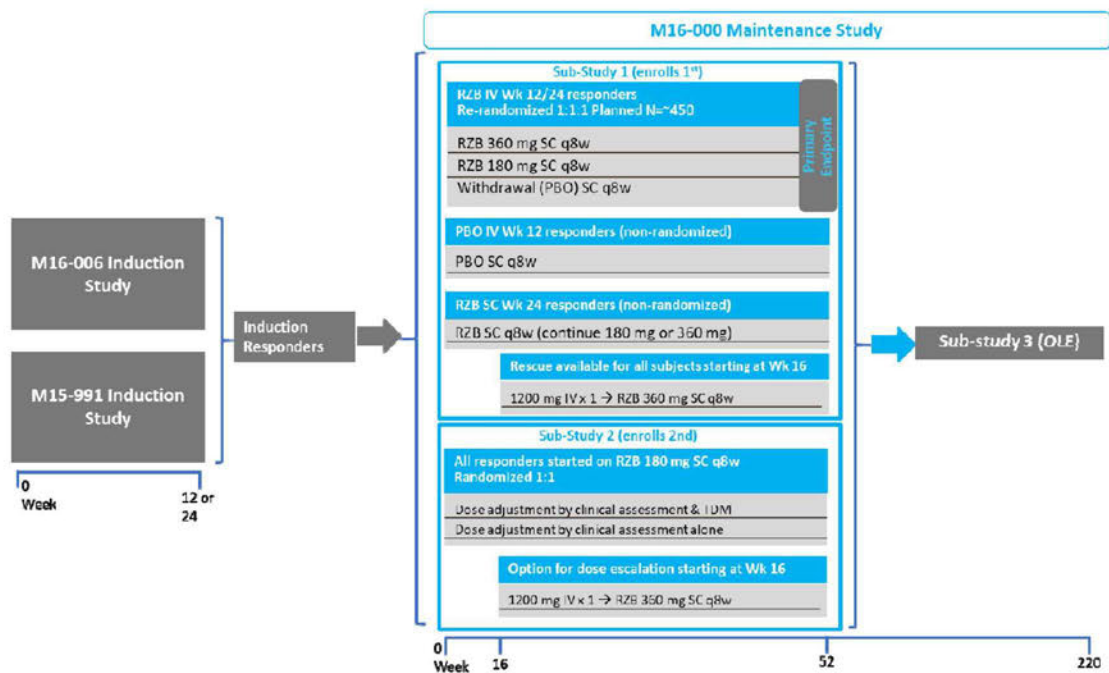 M16-000 Maintenance Study
Sub-Study 1 (enrolls 1st)
RZB IV Wk 12/24 responders
Re-randomized 1:1:1 Planned N=~450
RZB 360 mg SC q8w
RZB 180 mg SC q8w
Withdrawal (PBO) SC q8w
Primary
Endpoint
PBO IV Wk 12 responders (non-randomized)
PBO SC q8w
RZB SC Wk 24 responders (non-randomized)
RZB SC q8w (continue 180 mg or 360 mg)
Rescue available for all subjects starting at Wk 16
1200 mg IV x 1 → RZB 360 mg SC q8w
Sub-Study 2 (enrolls 2nd)
All responders started on RZB 180 mg SC q8w
Randomized 1:1
Dose adjustment by clinical assessment & TDM
Dose adjustment by clinical assessment alone
Option for dose escalation starting at Wk 16
1200 mg IV x 1 → RZB 360 mg SC q8w
M16-006 Induction
Study
M15-991 Induction
Study
Induction
Responders
Sub-study 3 (OLE)
0
Week
12 or
24
0
Week
16
52
220